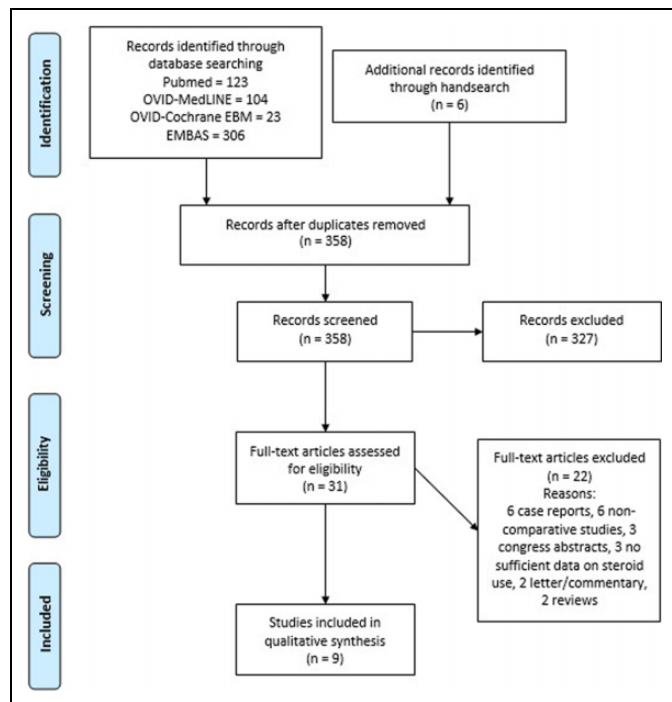 Identification
Records identified through
database searching
Pubmed = 123
OVID-MedLINE = 104
OVID-Cochrane EBM = 23
EMBAS = 306
Additional records identified
through handsearch
(n = 6)
Screening
Records after duplicates removed
(n = 358)
Records screened
(n = 358)
Records excluded
(n = 327)
Eligibility
Full-text articles assessed
for eligibility
(n = 31)
Full-text articles excluded
(n = 22)
Reasons:
6 case reports, 6 non-
comparative studies, 3
congress abstracts, 3 no
sufficient data on steroid
use, 2 letter/commentary,
2 reviews
Included
Studies included in
qualitative synthesis
(n = 9)